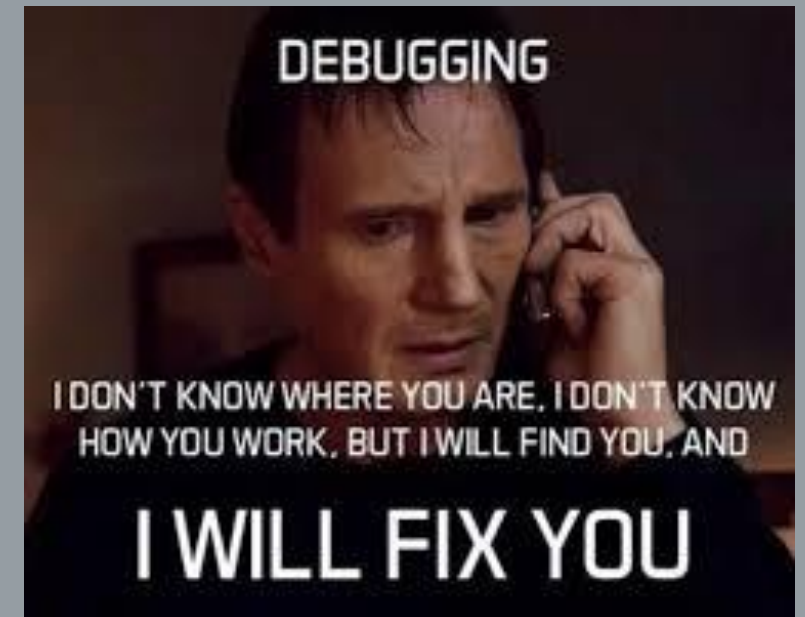 DEBUGGING
I DON'T KNOW WHERE YOU ARE, I DON'T KNOW
HOW YOU WORK, BUT I WILL FIND YOU, AND
I WILL FIX YOU